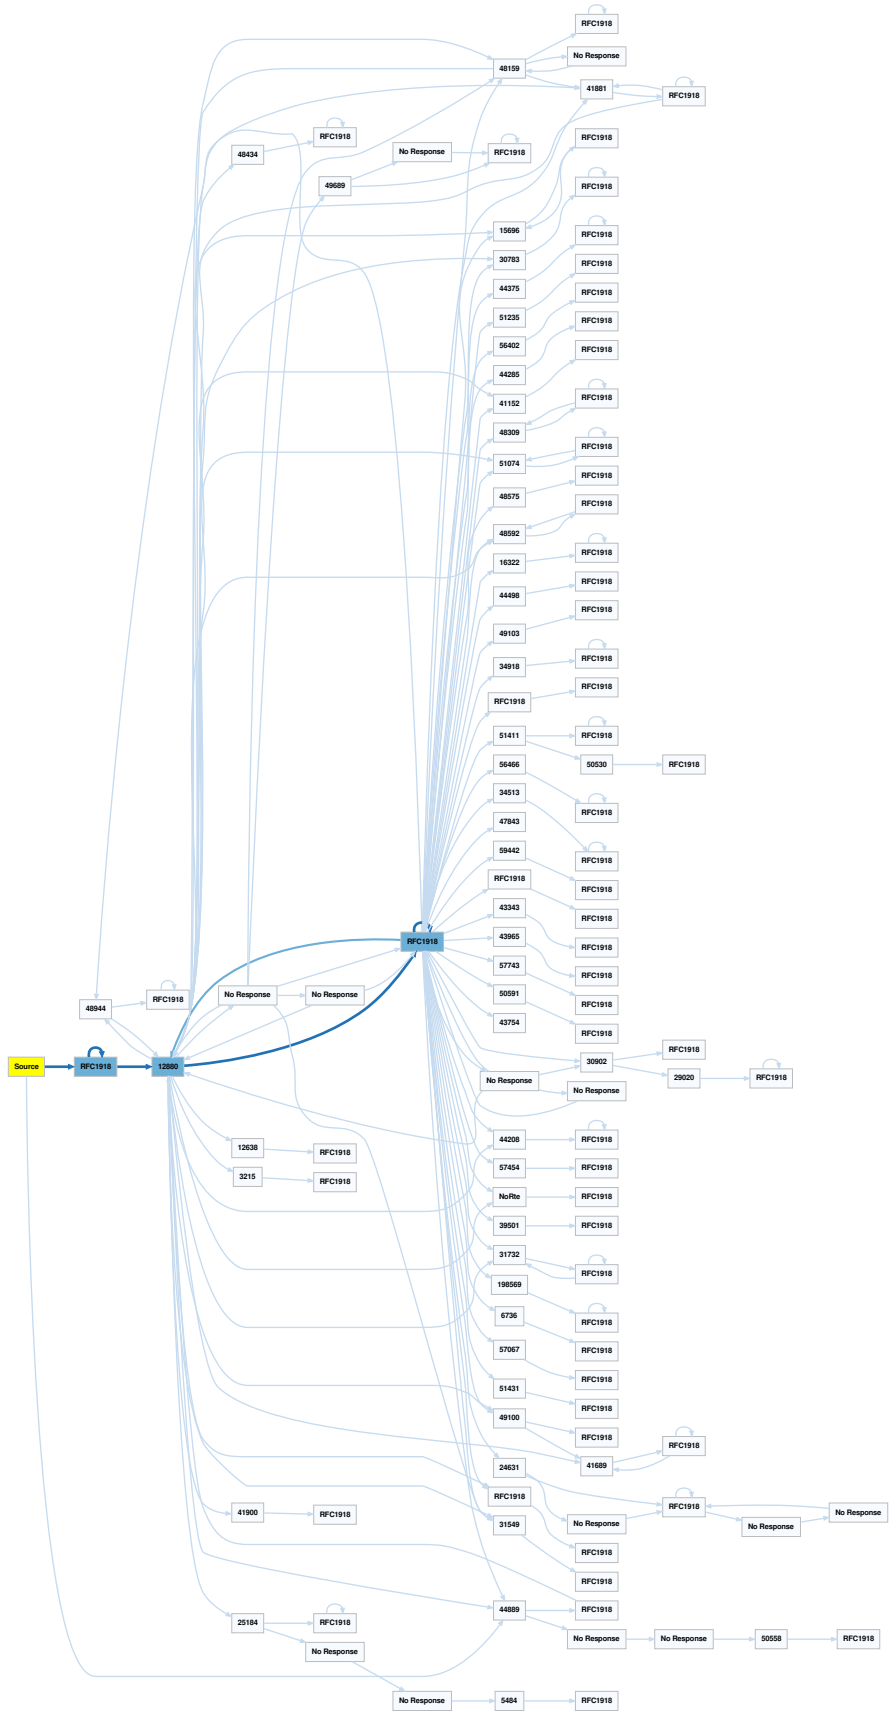 RFC1918
No Response
48159
41881
RFC1918
RFC1918
RFC1918
48434
No Response
RFC1918
49689
RFC1918
15696
RFC1918
30783
44375
RFC1918
51235
RFC1918
56402
RFC1918
44285
RFC1918
41152
RFC1918
48309
RFC1918
51074
48575
RFC1918
48592
RFC1918
16322
RFC1918
44498
RFC1918
49103
RFC1918
34918
RFC1918
RFC1918
RFC1918
51411
RFC1918
56466
50530
RFC1918
34513
RFC1918
47843
59442
RFC1918
RFC1918
RFC1918
43343
RFC1918
RFC1918
43965
RFC1918
57743
RFC1918
50591
RFC1918
No Response
No Response
RFC1918
48944
43754
RFC1918
RFC1918
Source
RFC1918
12880
30902
No Response
29020
RFC1918
No Response
44208
RFC1918
12638
RFC1918
57454
RFC1918
3215
RFC1918
NoRte
RFC1918
39501
RFC1918
31732
RFC1918
198569
6736
RFC1918
57067
RFC1918
RFC1918
51431
RFC1918
49100
RFC1918
RFC1918
24631
41689
RFC1918
RFC1918
No Response
41900
RFC1918
31549
No Response
No Response
RFC1918
RFC1918
44889
RFC1918
25184
RFC1918
No Response
No Response
50558
RFC1918
No Response
No Response
5484
RFC1918